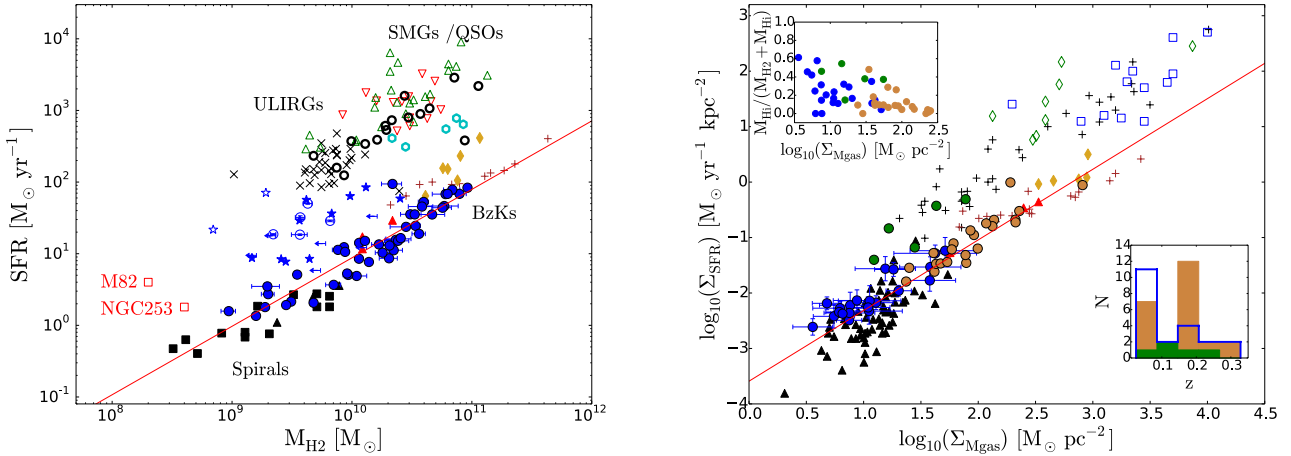 SFR [M⊙ yr⁻¹]
10⁴
10³
10²
10¹
10⁰
10⁻¹
SMGs /QSOs
ULIRGs
BzKs
M82
NGC253
Spirals
10⁸ 10⁹ 10¹⁰ 10¹¹ 10¹²
M_H2 [M⊙]
log₁₀(Σ_SFR) [M⊙ yr⁻¹ kpc⁻²]
3
2
1
0
−1
−2
−3
−4
M_Hi/(M_H2 + M_Hi)
1.0
0.8
0.6
0.4
0.2
0.0
0.5 1.0 1.5 2.0 2.5
log₁₀(Σ_Mgas) [M⊙ pc⁻²]
N
14
12
10
8
6
4
2
0
0.1 0.2 0.3
z
0.0 0.5 1.0 1.5 2.0 2.5 3.0 3.5 4.0 4.5
log₁₀(Σ_Mgas) [M⊙ pc⁻²]